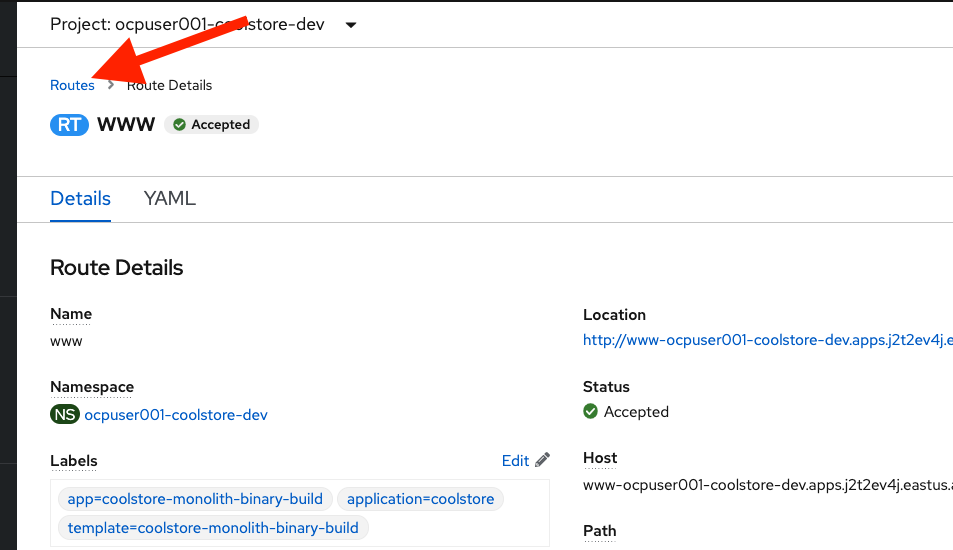 Project: ocpuser001-coolstore-dev
Routes > Route Details
RT www Accepted
Details YAML
Route Details
Name
www
Namespace
NS ocpuser001-coolstore-dev
Labels
Edit
app=coolstore-monolith-binary-build application=coolstore
template=coolstore-monolith-binary-build
Location
http://www-ocpuser001-coolstore-dev.apps.j2t2ev4j.e
Status
Accepted
Host
www-ocpuser001-coolstore-dev.apps.j2t2ev4j.eastus.
Path